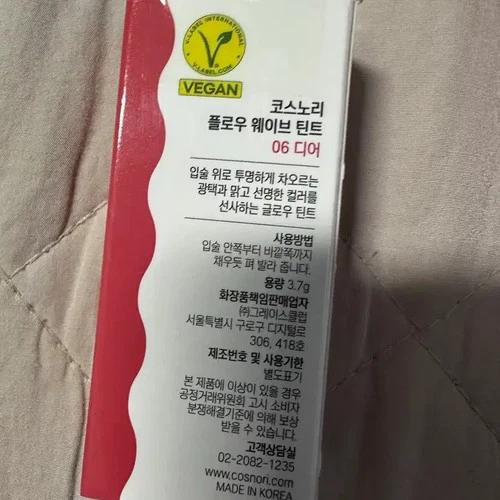 V-LABEL INTERNATIONAL
V-LABEL.COM
VEGAN
코스노리
플로우 웨이브 틴트
06 디어
입술 위로 투명하게 차오르는
광택과 맑고 선명한 컬러를
선사하는 글로우 틴트
사용방법
입술 안쪽부터 바깥쪽까지
채우듯 펴 발라 줍니다.
용량 3.7g
화장품책임판매업자
㈜그레이스클럽
서울특별시 구로구 디지털로
306, 418호
제조번호 및 사용기한
별도표기
본 제품에 이상이 있을 경우
공정거래위원회 고시 소비자
분쟁해결기준에 의해 보상
받을 수 있습니다.
고객상담실
02-2082-1235
www.cosnori.com
MADE IN KOREA